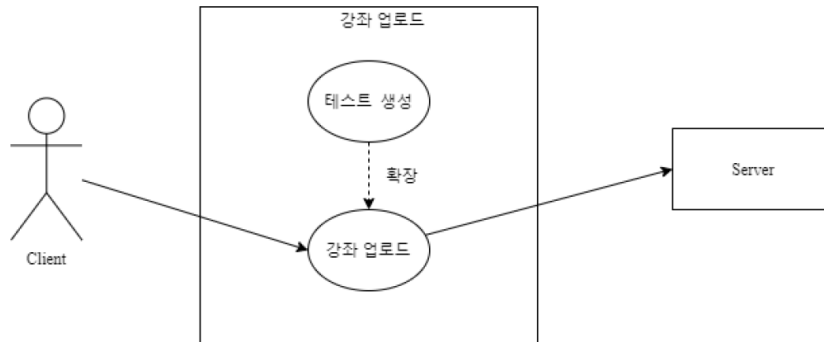 강좌 업로드
테스트 생성
확장
강좌 업로드
Client
Server